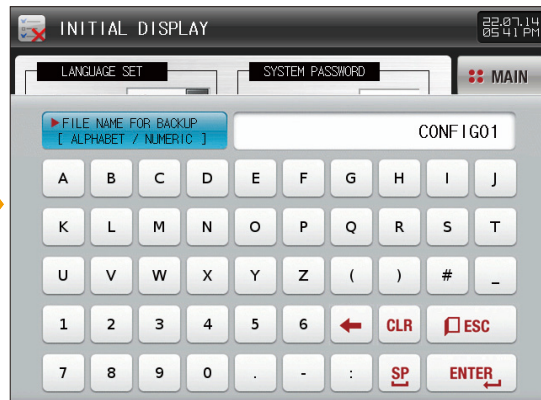 INITIAL DISPLAY
22.07.14
05 41 PM
LANGUAGE SET
SYSTEM PASSWORD
MAIN
▶FILE NAME FOR BACKUP
[ ALPHABET / NUMERIC ]
CONFIG01
A B C D E F G H I J
K L M N O P Q R S T
U V W X Y Z ( ) # _
1 2 3 4 5 6 CLR ESC
7 8 9 0 . - : SP ENTER